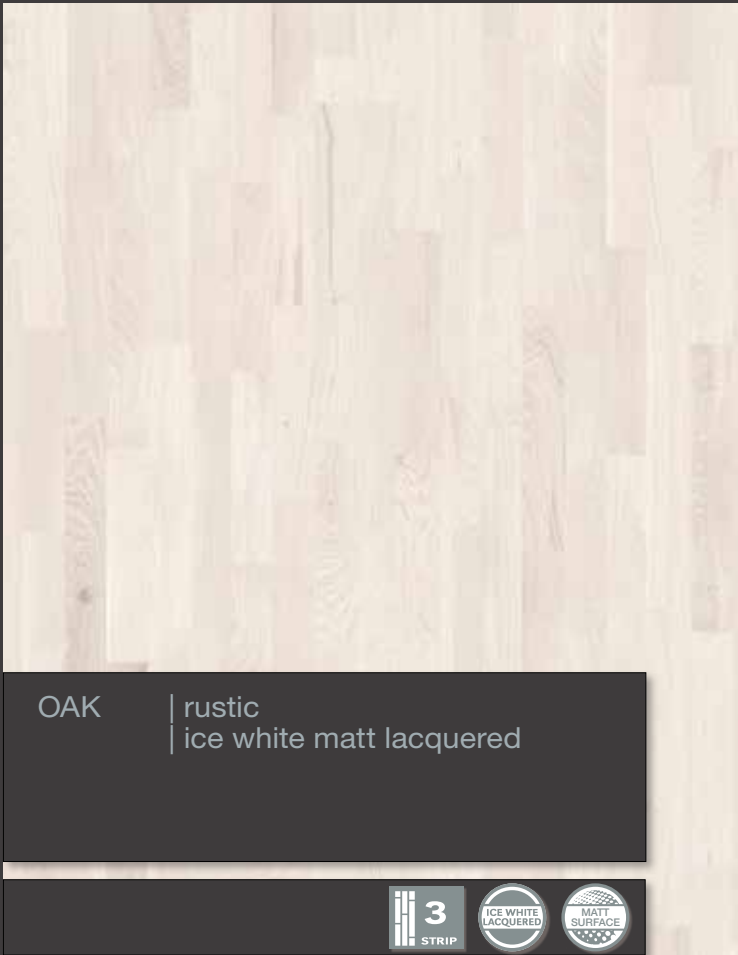 OAK | rustic
| ice white matt lacquered
3
STRIP
ICE WHITE
LACQUERED
MATT
SURFACE